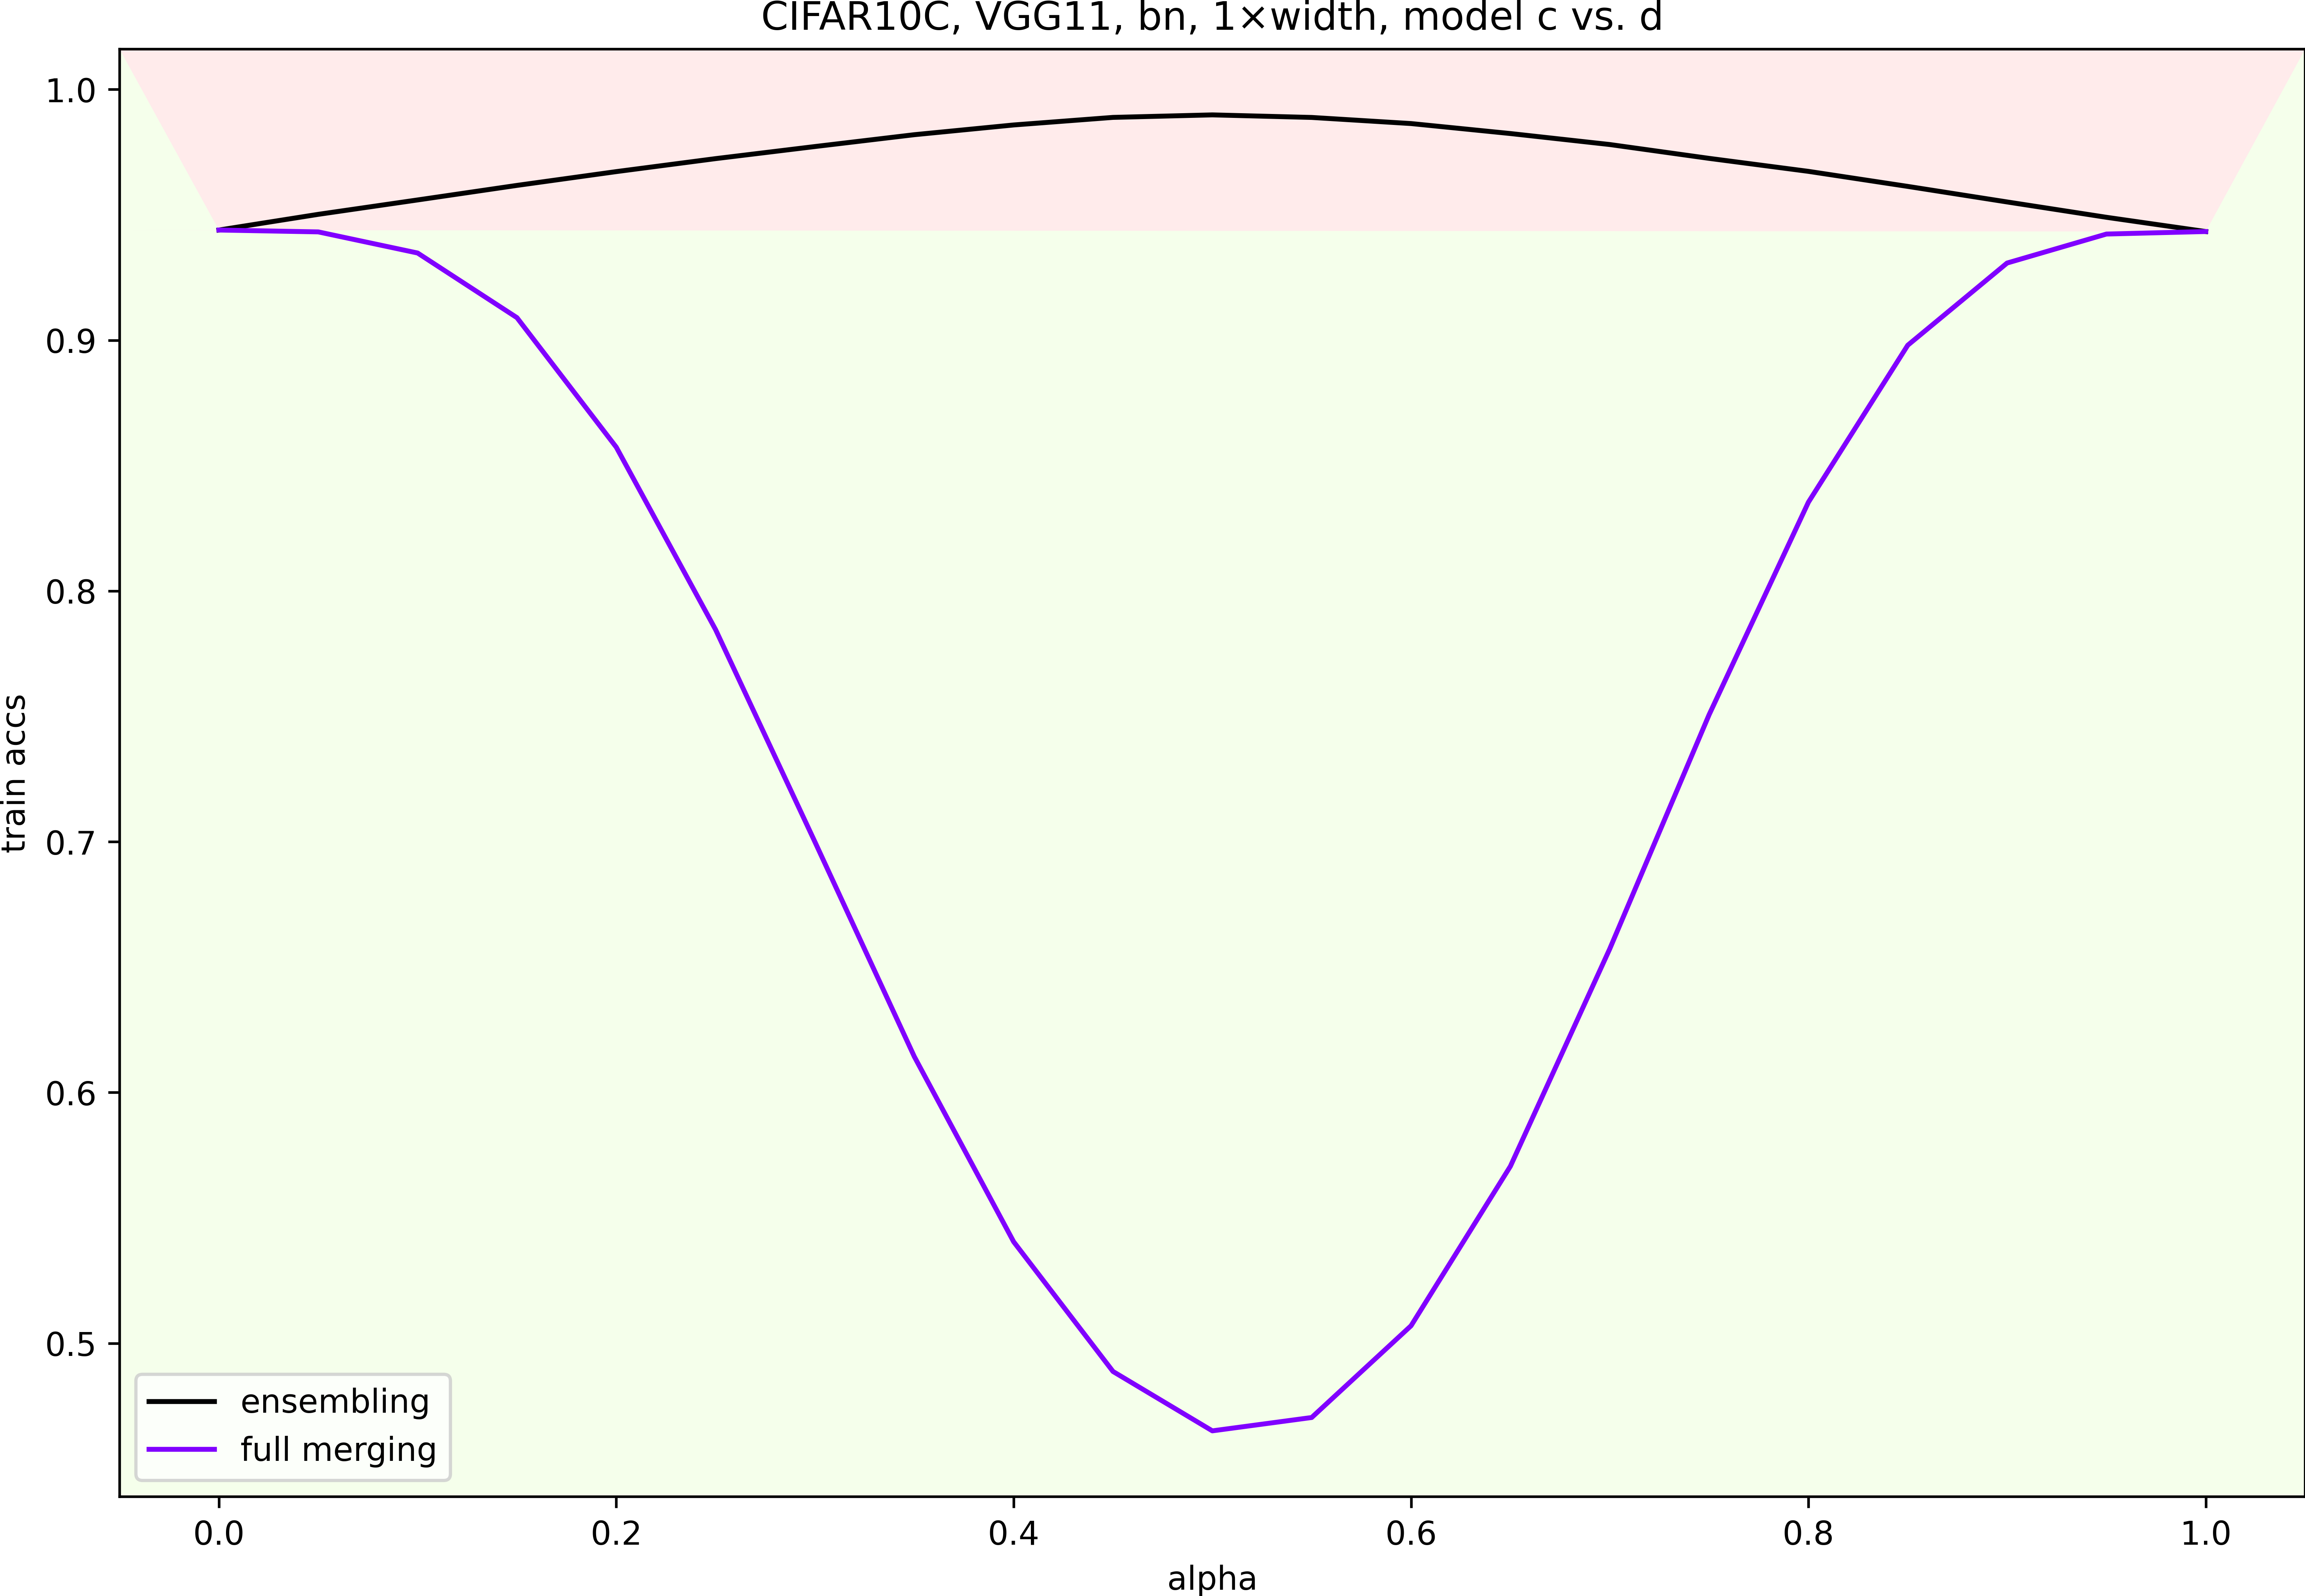 CIFAR10C, VGG11, bn, 1×width, model c vs. d
1.0
0.9
0.8
0.7
0.6
0.5
train accs
ensembling
full merging
0.0 0.2 0.4 0.6 0.8 1.0
alpha